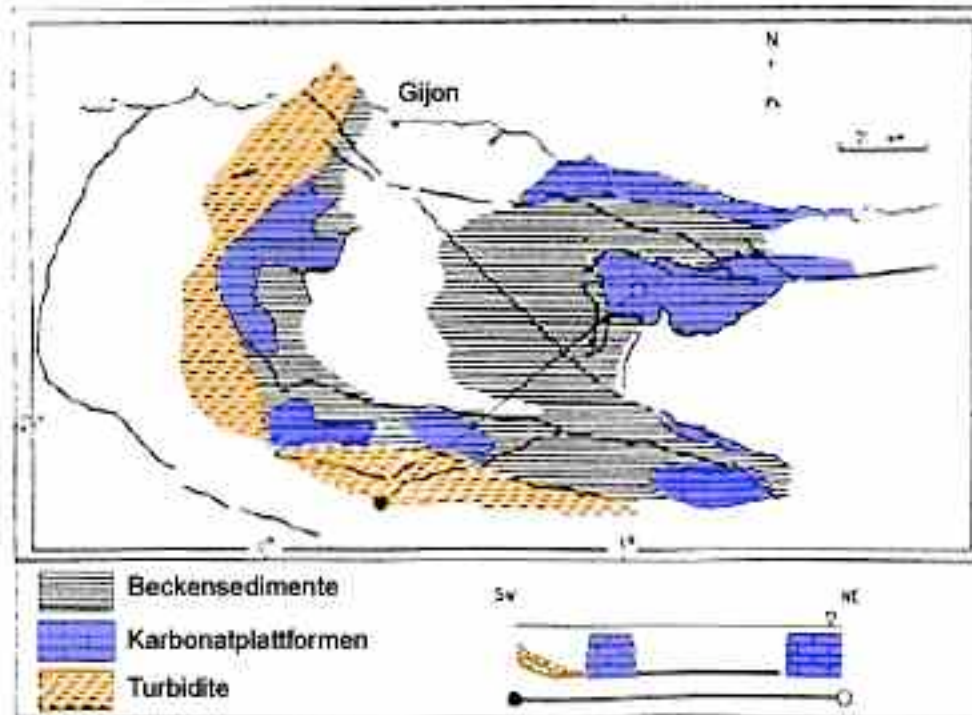 N
Gijon
Beckensedimente
Karbonatplattformen
Turbidite
SW
NE